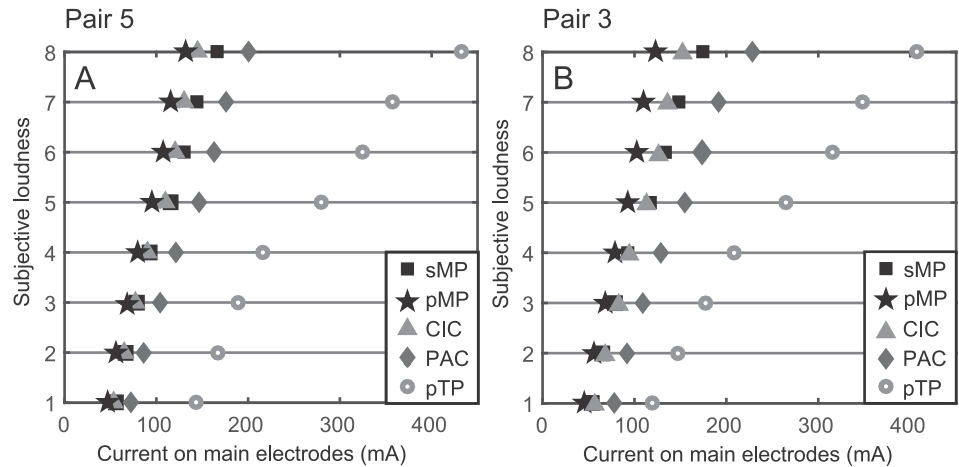 Pair 5
A
Subjective loudness
8
7
6
5
4
3
2
1
0
100
200
300
400
Current on main electrodes (mA)
sMP
pMP
CIC
PAC
pTP
Pair 3
B
Subjective loudness
8
7
6
5
4
3
2
1
0
100
200
300
400
Current on main electrodes (mA)
sMP
pMP
CIC
PAC
pTP